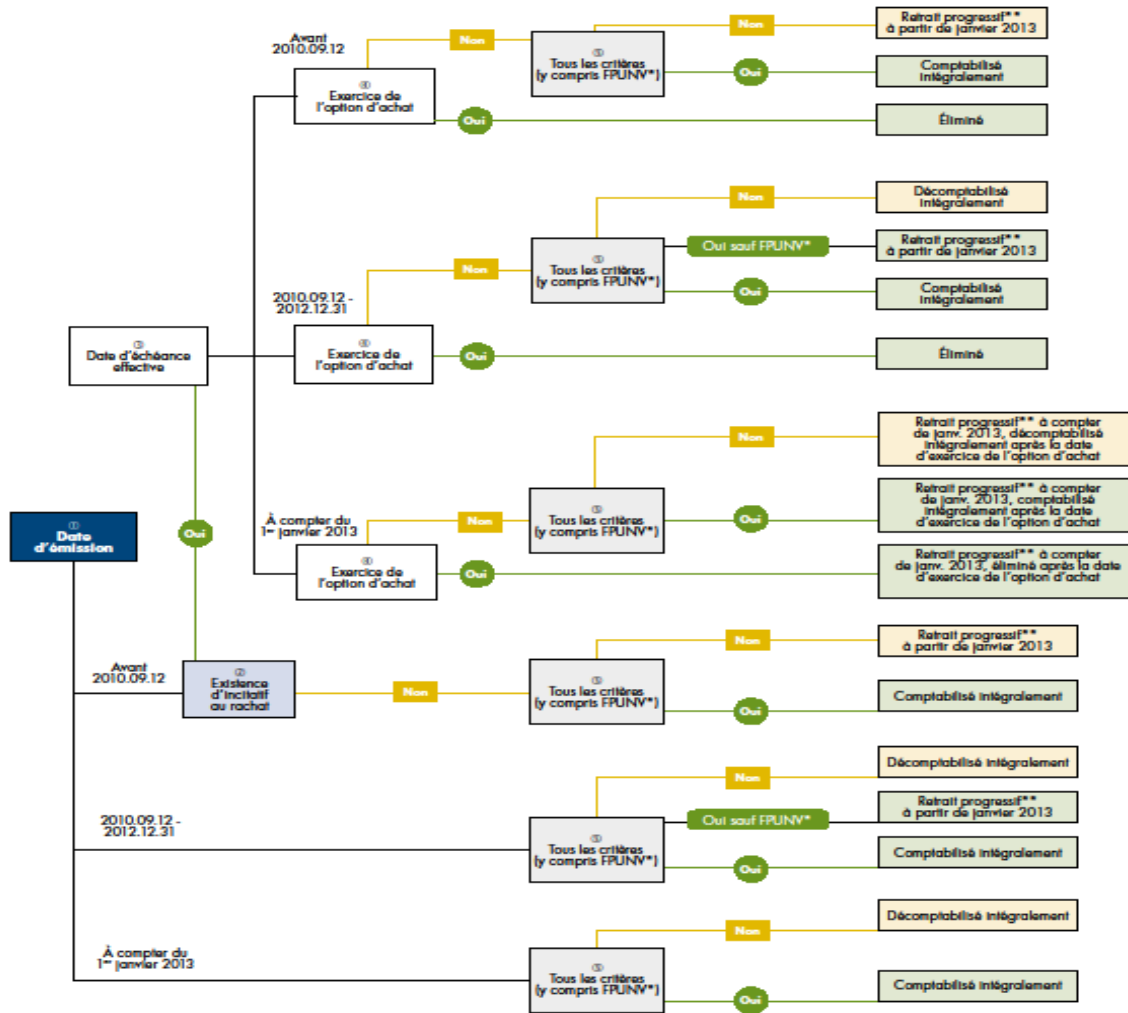 Avant
2010.09.12
Non
Non
Retrait progressif**
à partir de janvier 2013
⑤
Tous les critères
(y compris FPUNV*)
Oui
Comptabilisé
intégralement
④
Exercice de
l'option d'achat
Oui
Éliminé
Non
Décomptabilisé
intégralement
⑤
Tous les critères
(y compris FPUNV*)
Oui sauf FPUNV*
Retrait progressif**
à partir de janvier 2013
Non
Oui
Comptabilisé
intégralement
2010.09.12 -
2012.12.31
③
Date d'échéance
effective
④
Exercice de
l'option d'achat
Oui
Éliminé
Non
Retrait progressif** à compter
de janv. 2013, décomptabilisé
intégralement après la date
d'exercice de l'option d'achat
À compter du
1er janvier 2013
Non
⑤
Tous les critères
(y compris FPUNV*)
Oui
Retrait progressif** à compter
de janv. 2013, comptabilisé
intégralement après la date
d'exercice de l'option d'achat
①
Date
d'émission
Oui
④
Exercice de
l'option d'achat
Oui
Retrait progressif** à compter
de janv. 2013, éliminé après la date
d'exercice de l'option d'achat
Non
Retrait progressif**
à partir de janvier 2013
Avant
2010.09.12
②
Existence
d'incitatif
au rachat
Non
⑤
Tous les critères
(y compris FPUNV*)
Oui
Comptabilisé intégralement
Non
Décomptabilisé intégralement
2010.09.12 -
2012.12.31
⑤
Tous les critères
(y compris FPUNV*)
Oui sauf FPUNV*
Retrait progressif**
à partir de janvier 2013
Oui
Comptabilisé intégralement
Non
Décomptabilisé intégralement
À compter du
1er janvier 2013
⑤
Tous les critères
(y compris FPUNV*)
Oui
Comptabilisé intégralement